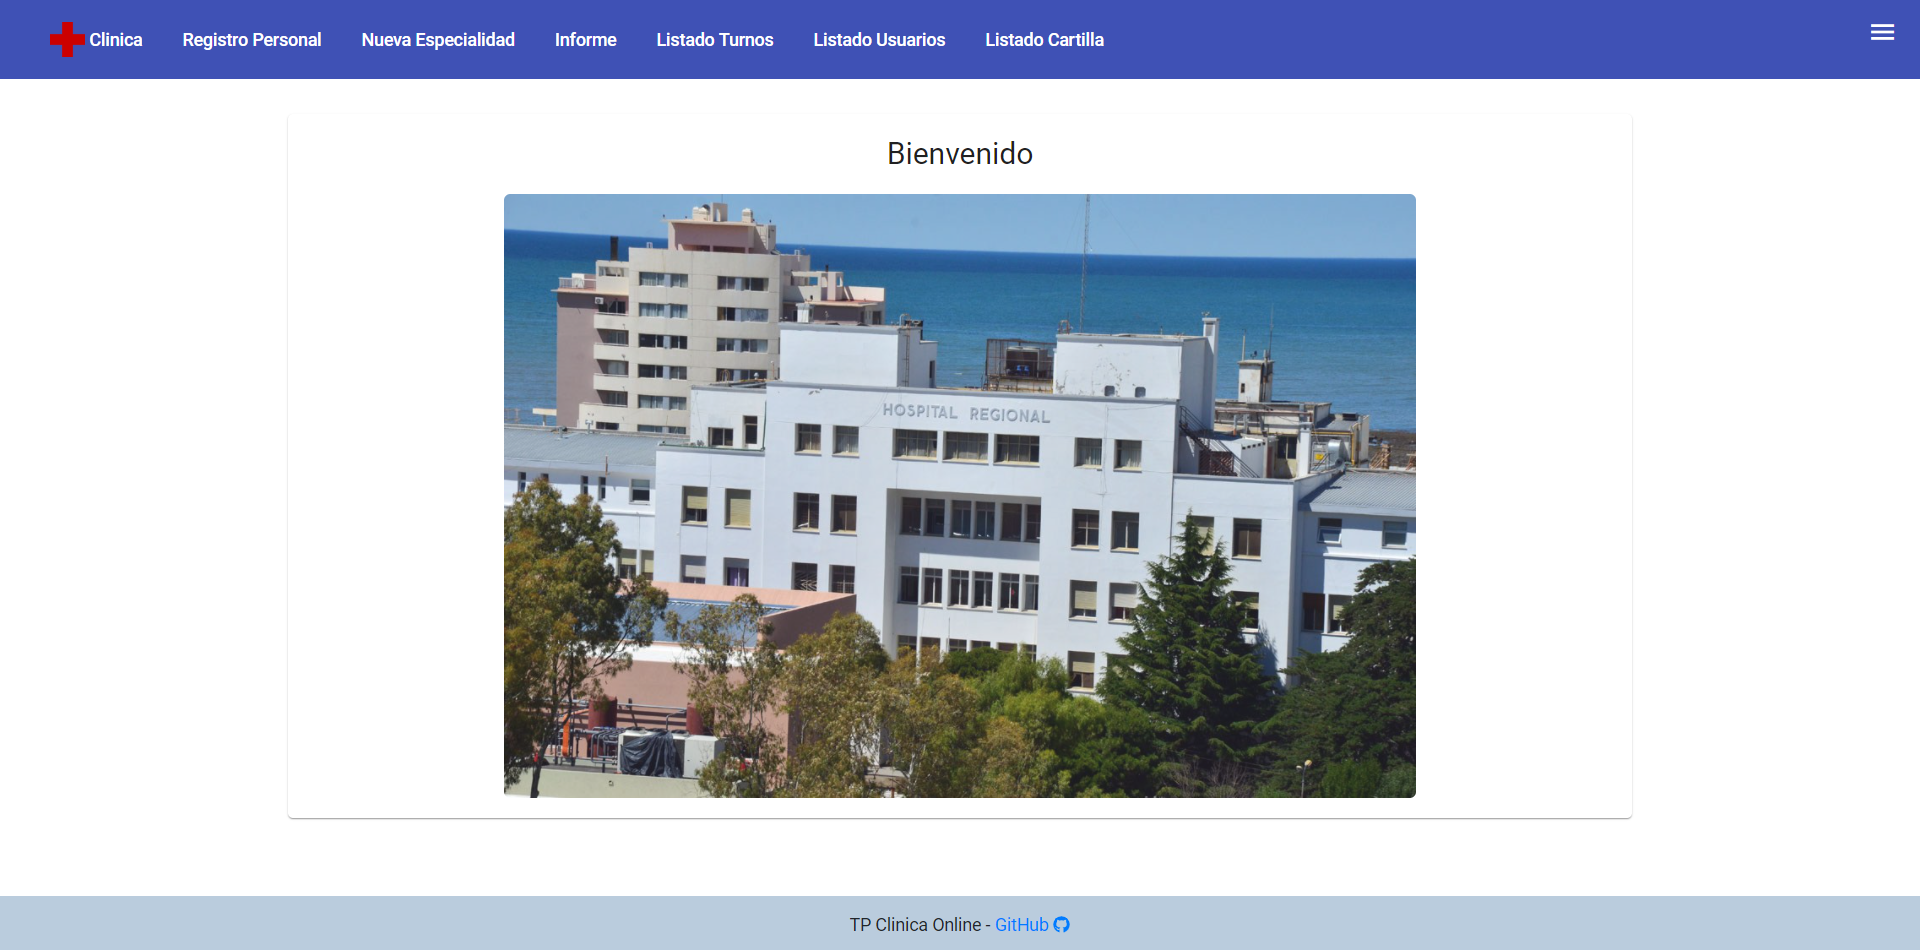 Clinica Registro Personal Nueva Especialidad Informe Listado Turnos Listado Usuarios Listado Cartilla
Bienvenido
HOSPITAL REGIONAL
TP Clinica Online - GitHub